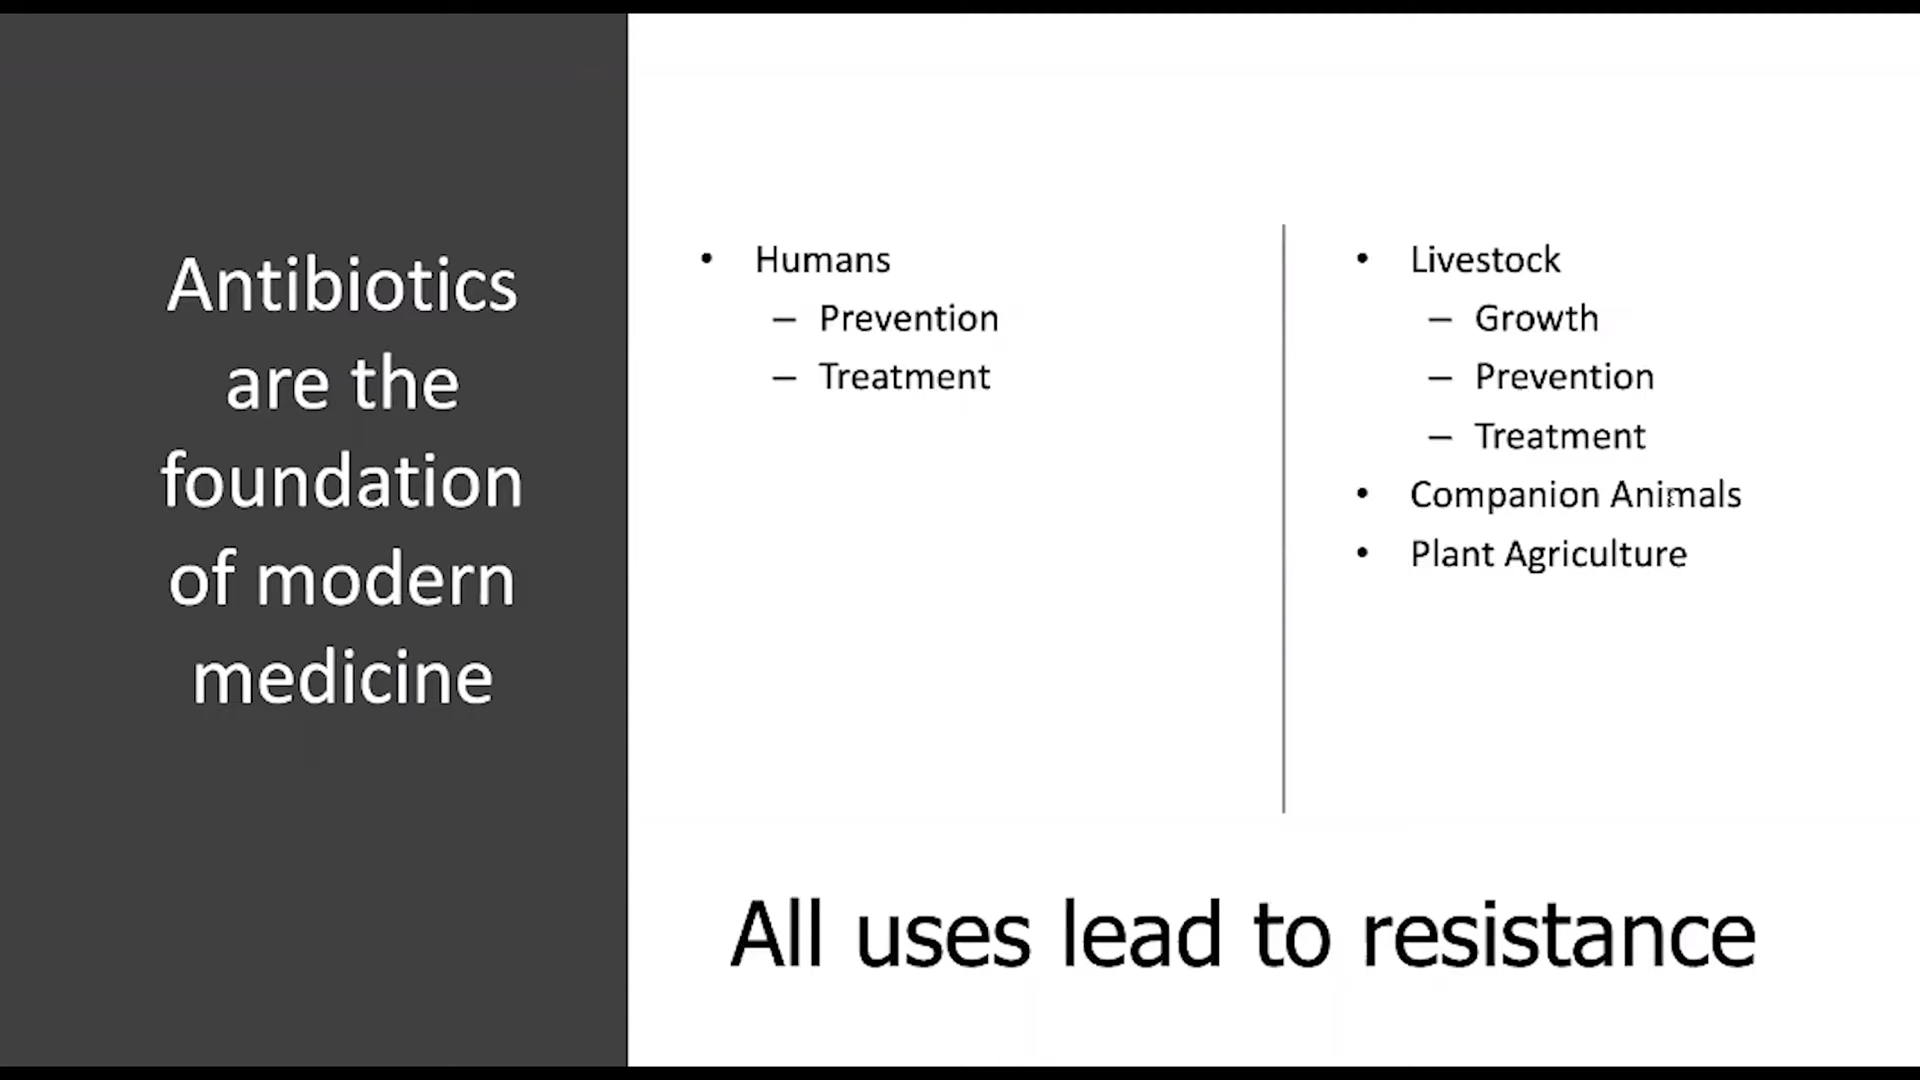 Antibiotics
are the
foundation
of modern
medicine
• Humans
– Prevention
– Treatment
• Livestock
– Growth
– Prevention
– Treatment
• Companion Animals
• Plant Agriculture
All uses lead to resistance